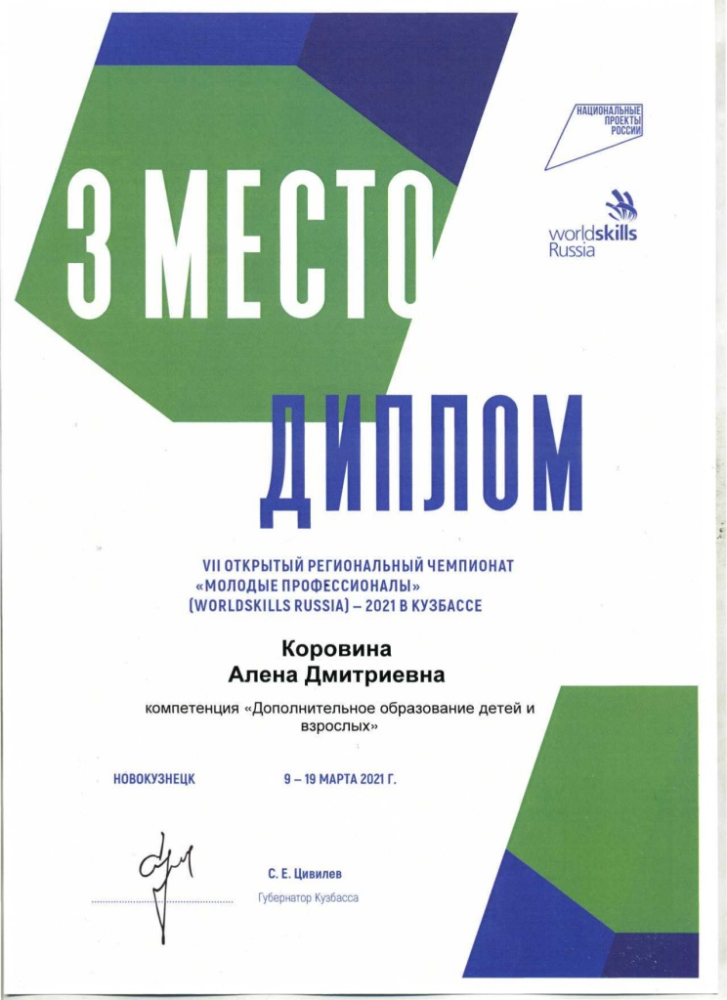 НАЦИОНАЛЬНЫЕ
ПРОЕКТЫ
РОССИИ
worldskills
Russia
3 МЕСТО
ДИПЛОМ
VII ОТКРЫТЫЙ РЕГИОНАЛЬНЫЙ ЧЕМПИОНАТ
«МОЛОДЫЕ ПРОФЕССИОНАЛЫ»
(WORLDSKILLS RUSSIA) – 2021 В КУЗБАССЕ
Коровина
Алена Дмитриевна
компетенция «Дополнительное образование детей и
взрослых»
НОВОКУЗНЕЦК 9 – 19 МАРТА 2021 Г.
С. Е. Цивилев
Губернатор Кузбасса